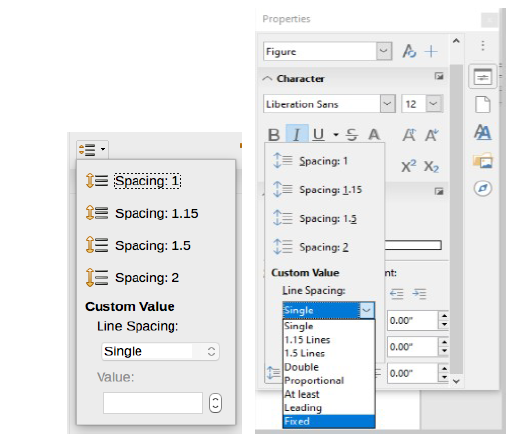 Spacing: 1
Spacing: 1.15
Spacing: 1.5
Spacing: 2
Custom Value
Line Spacing:
Single
Value:
Properties
Figure
Character
Liberation Sans
12
B I U S A
X² X₂
Spacing: 1
Spacing: 1.15
Spacing: 1.5
Spacing: 2
Custom Value
nt:
Line Spacing:
Single
0.00"
Single
1.15 Lines
1.5 Lines
0.00"
Double
Proportional
0.00"
At least
Leading
Fixed